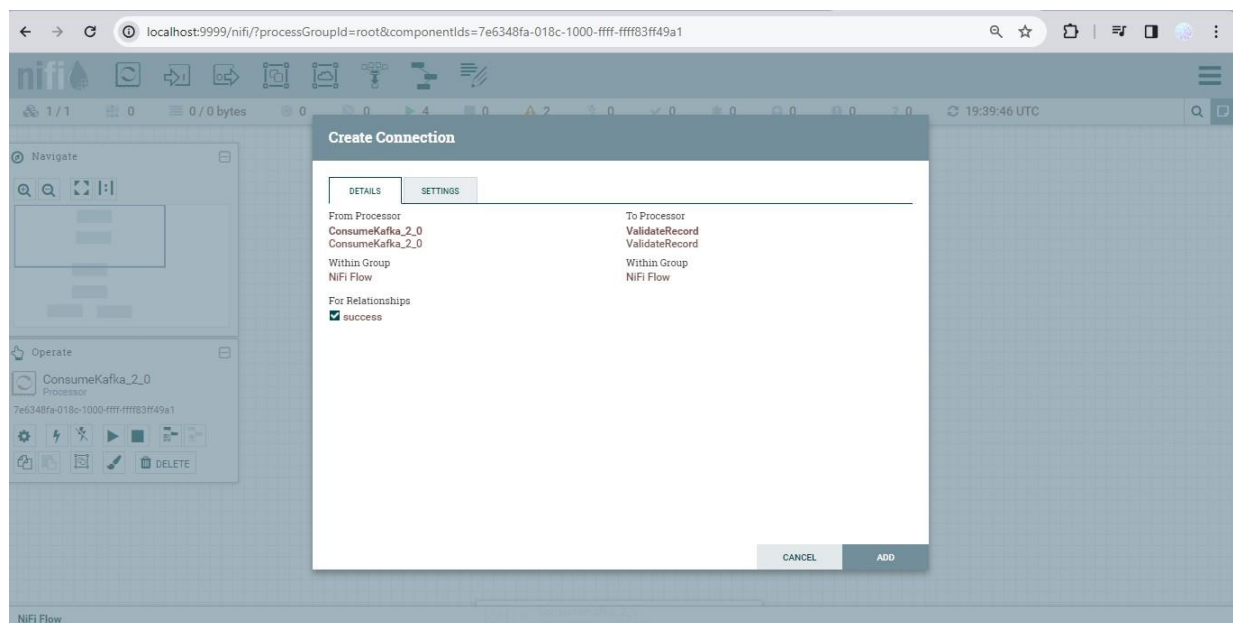 localhost:9999/nifi/?processGroupId=root&componentIds=7e6348fa-018c-1000-ffff-ffff83ff49a1
nifi
1/1 0 0 / 0 bytes 0 0 4 0 2 0 0 0 0 0 ? 0 19:39:46 UTC
Create Connection
Navigate
DETAILS SETTINGS
From Processor To Processor
ConsumeKafka_2_0 ValidateRecord
ConsumeKafka_2_0 ValidateRecord
Within Group Within Group
NiFi Flow NiFi Flow
For Relationships
success
Operate
ConsumeKafka_2_0
Processor
7e6348fa-018c-1000-ffff-ffff83ff49a1
DELETE
CANCEL ADD
NiFi Flow